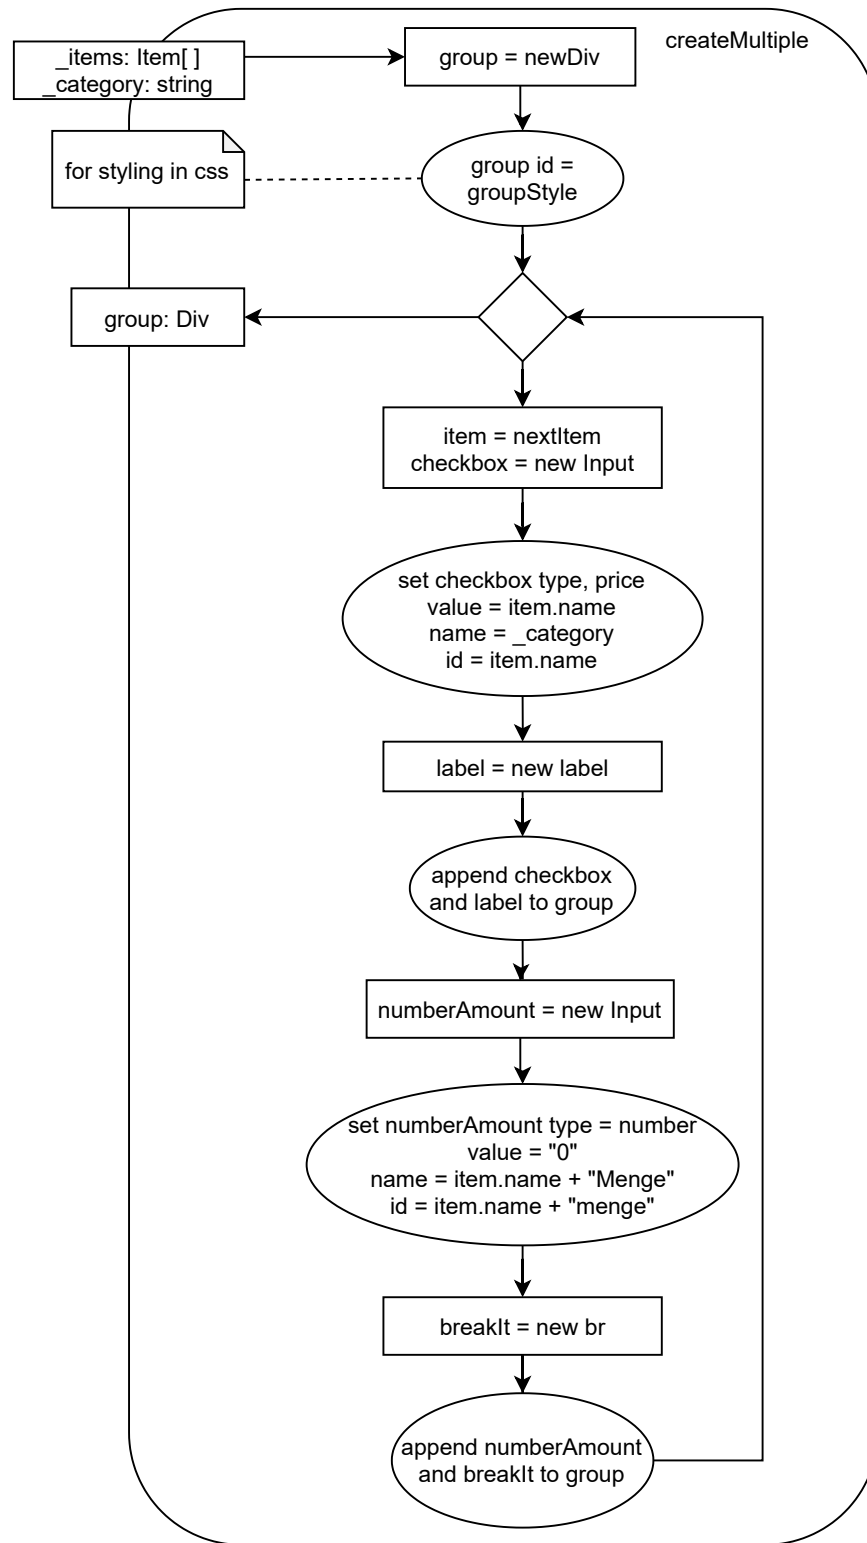 createMultiple
_items: Item[ ]
_category: string
group = newDiv
for styling in css
group id =
groupStyle
group: Div
item = nextItem
checkbox = new Input
set checkbox type, price
value = item.name
name = _category
id = item.name
label = new label
append checkbox
and label to group
numberAmount = new Input
set numberAmount type = number
value = "0"
name = item.name + "Menge"
id = item.name + "menge"
breakIt = new br
append numberAmount
and breakIt to group